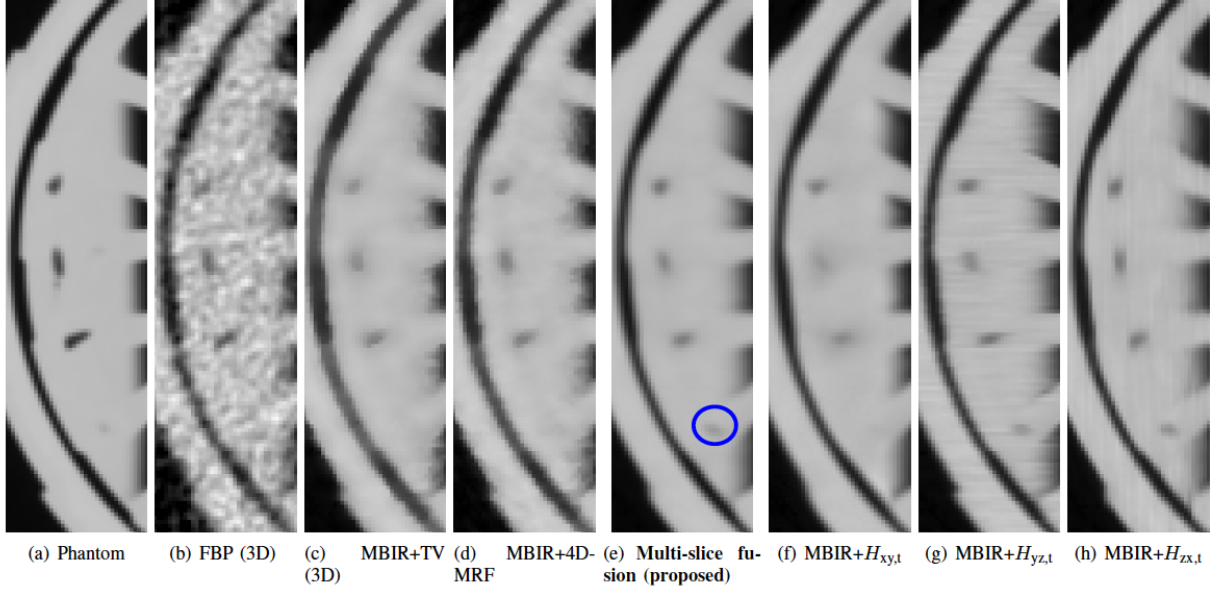 (a) Phantom
(b) FBP (3D)
(c) MBIR+TV
(3D)
(d) MBIR+4D-
MRF
(e) Multi-slice fu-
sion (proposed)
(f) MBIR+Hxy,t
(g) MBIR+Hyz,t
(h) MBIR+Hzx,t